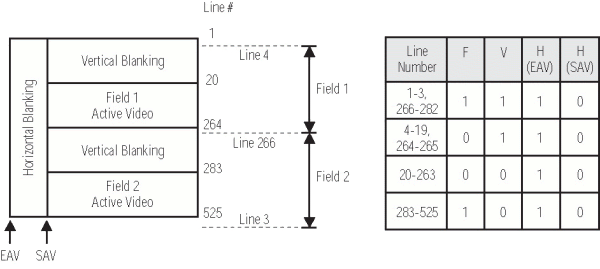 Line #
1
Line 4
Vertical Blanking
20
Horizontal Blanking
Field 1
Active Video
Field 1
264
Line 266
Vertical Blanking
283
Field 2
Field 2
Active Video
525
Line 3
EAV SAV
Line Number F V H (EAV) H (SAV)
1-3, 266-282 1 1 1 0
4-19, 264-265 0 1 1 0
20-263 0 0 1 0
283-525 1 0 1 0